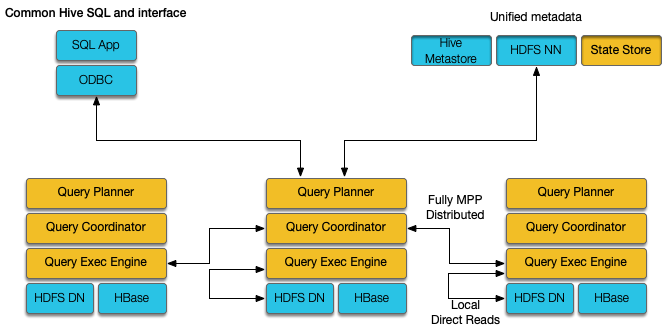 Common Hive SQL and interface
Unified metadata
SQL App
ODBC
Hive
Metastore
HDFS NN
State Store
Query Planner
Query Coordinator
Query Exec Engine
HDFS DN
HBase
Query Planner
Query Coordinator
Query Exec Engine
HDFS DN
HBase
Fully MPP
Distributed
Local
Direct Reads
Query Planner
Query Coordinator
Query Exec Engine
HDFS DN
HBase